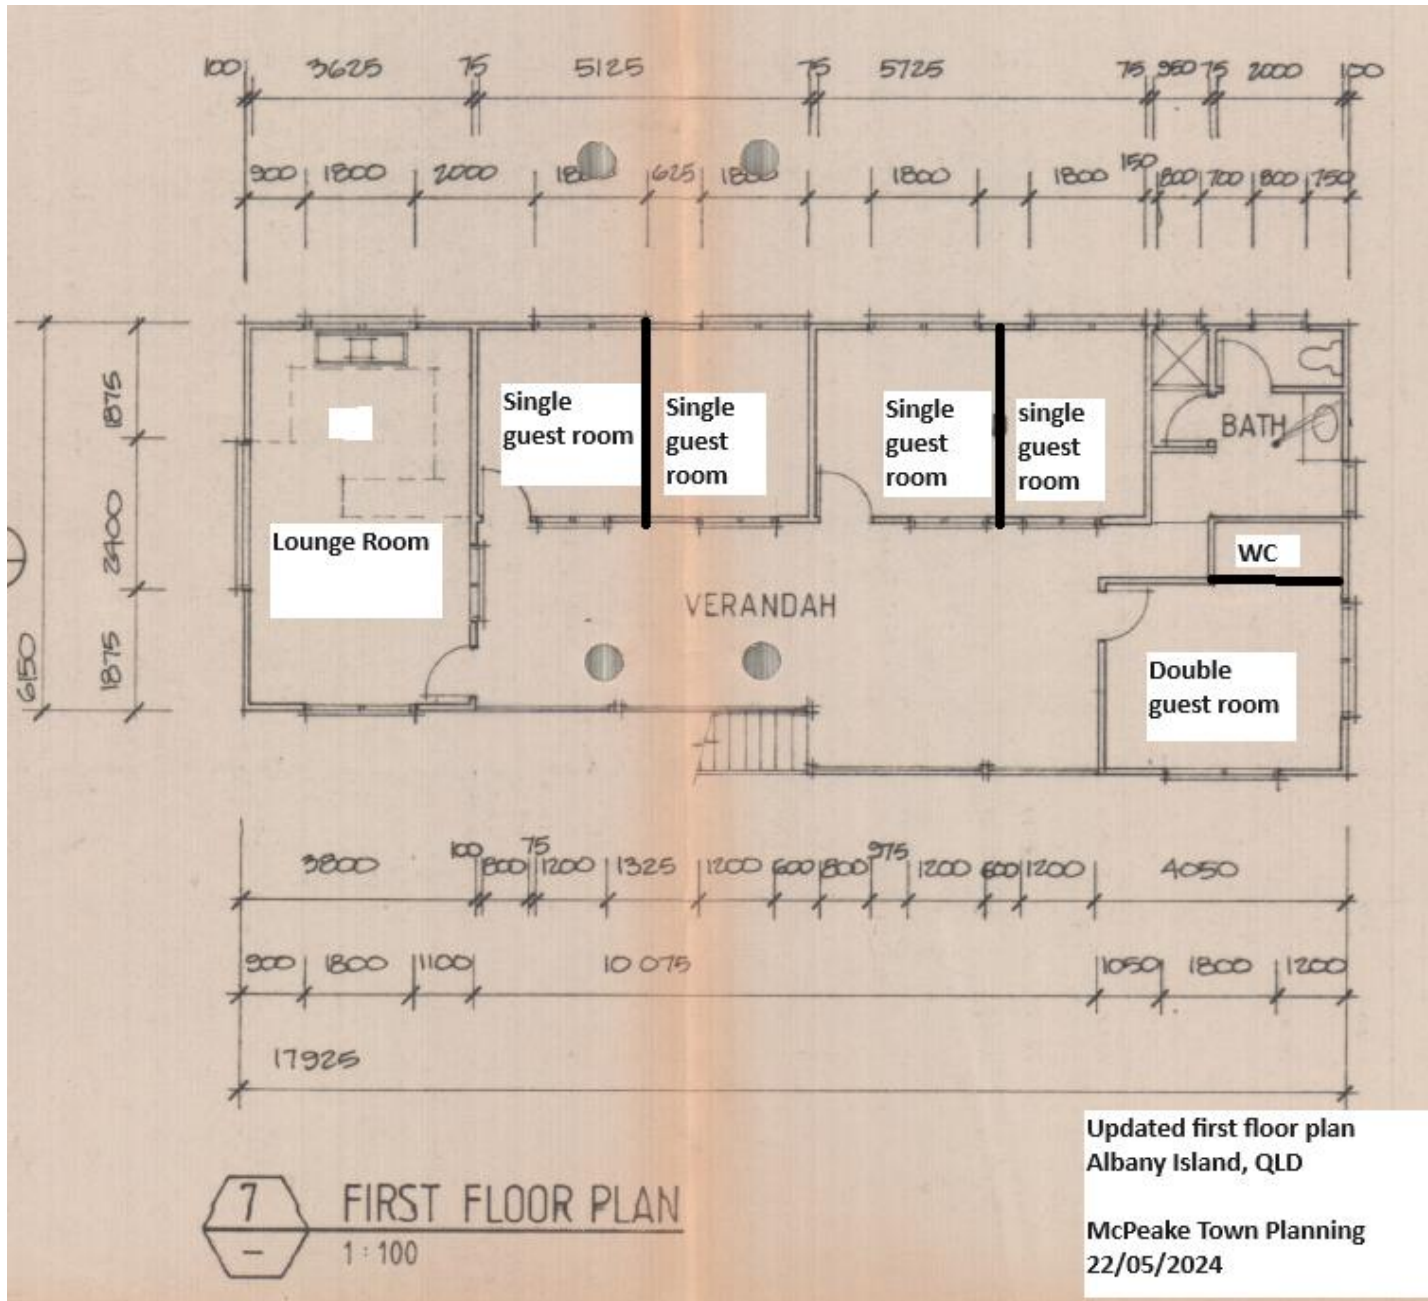 100 3625 75 5125 75 5725 75 950 75 2000 100
900 1800 2000 625 1800 1800 150 800 700 800 750
6150
1875
2400
1875
Single
guest room
Single
guest
room
Single
guest
room
single
guest
room
BATH
Lounge Room
WC
VERANDAH
Double
guest room
3800 100 800 75 1200 1325 1200 600 800 975 1200 600 1200 4050
900 1800 1100 10 075 1050 1800 1200
17925
7
FIRST FLOOR PLAN
1 : 100
Updated first floor plan
Albany Island, QLD
McPeake Town Planning
22/05/2024